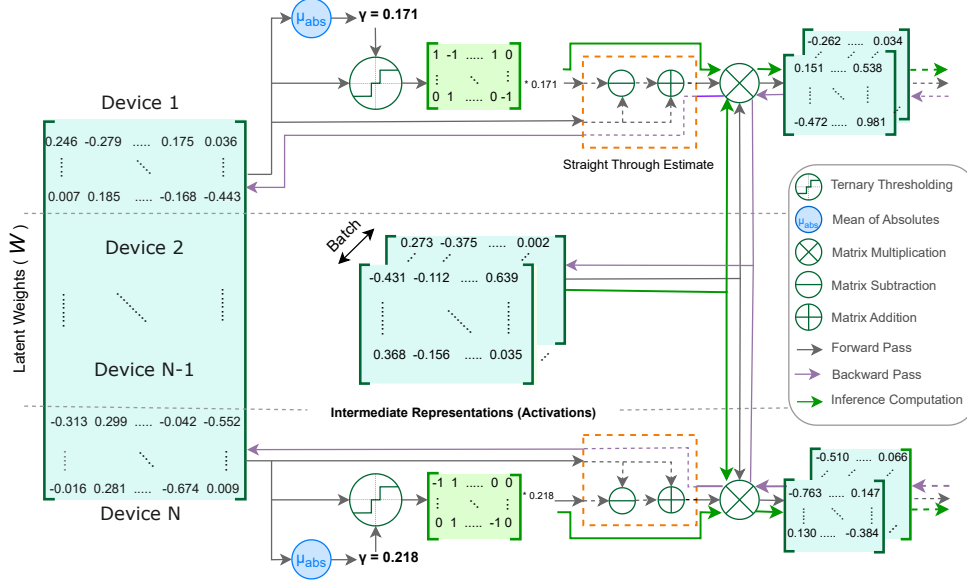 μabs
γ = 0.171
Device 1
1 -1 ..... 1 0
0 1 ..... 0 -1
* 0.171
Straight Through Estimate
-0.262 ..... 0.034
0.151 ..... 0.538
-0.472 ... 0.981
Latent Weights ( W )
0.246 -0.279 ..... 0.175 0.036
0.007 0.185 ..... -0.168 -0.443
Device 2
Device N-1
-0.313 0.299 ..... -0.042 -0.552
-0.016 0.281 ..... -0.674 0.009
Device N
Batch
0.273 -0.375 ..... 0.002
-0.431 -0.112 ..... 0.639
0.368 -0.156 ..... 0.035
Intermediate Representations (Activations)
Ternary Thresholding
μabs
Mean of Absolutes
Matrix Multiplication
Matrix Subtraction
Matrix Addition
Forward Pass
Backward Pass
Inference Computation
-1 1 ..... 0 0
0 1 ..... -1 0
* 0.218
μabs
γ = 0.218
-0.510 ..... 0.066
-0.763 ..... 0.147
0.130 ..... -0.384